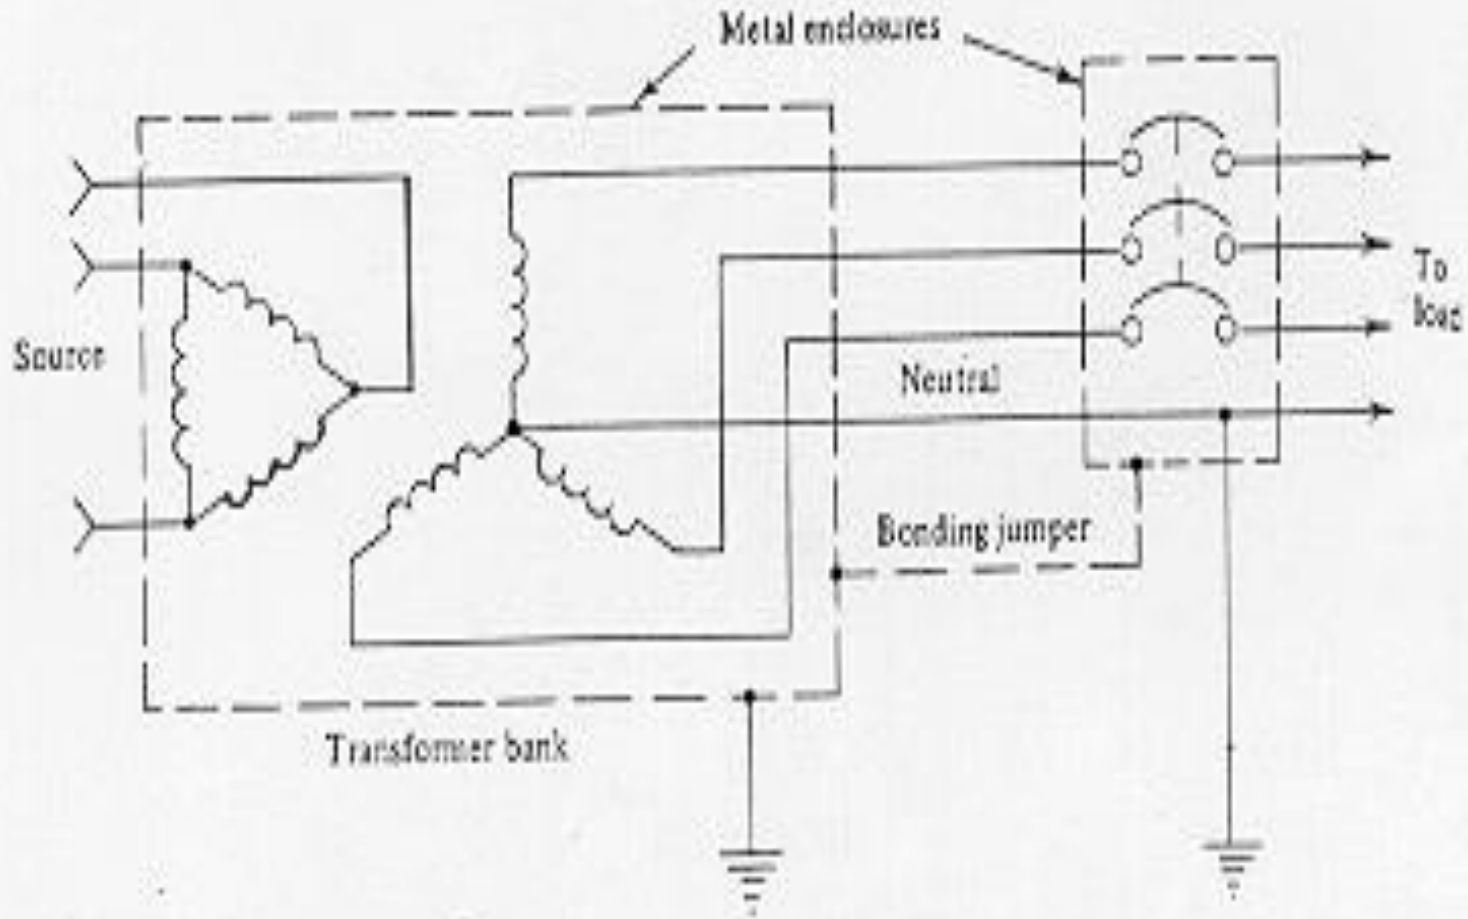 Metal enclosures
Source
To
load
Neutral
Bonding jumper
Transformer bank